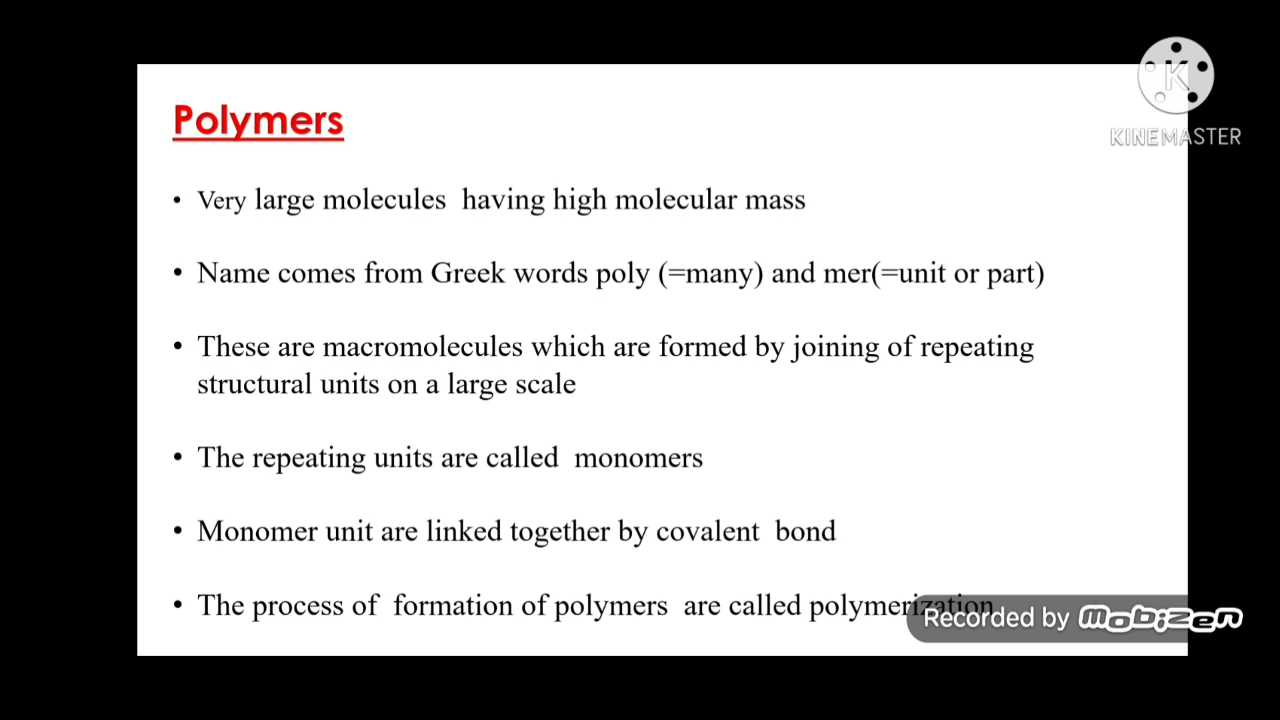 Polymers
K
KINEMASTER
• Very large molecules having high molecular mass
• Name comes from Greek words poly (=many) and mer(=unit or part)
• These are macromolecules which are formed by joining of repeating
structural units on a large scale
• The repeating units are called monomers
• Monomer unit are linked together by covalent bond
• The process of formation of polymers are called polymerization
Recorded by Mobizen